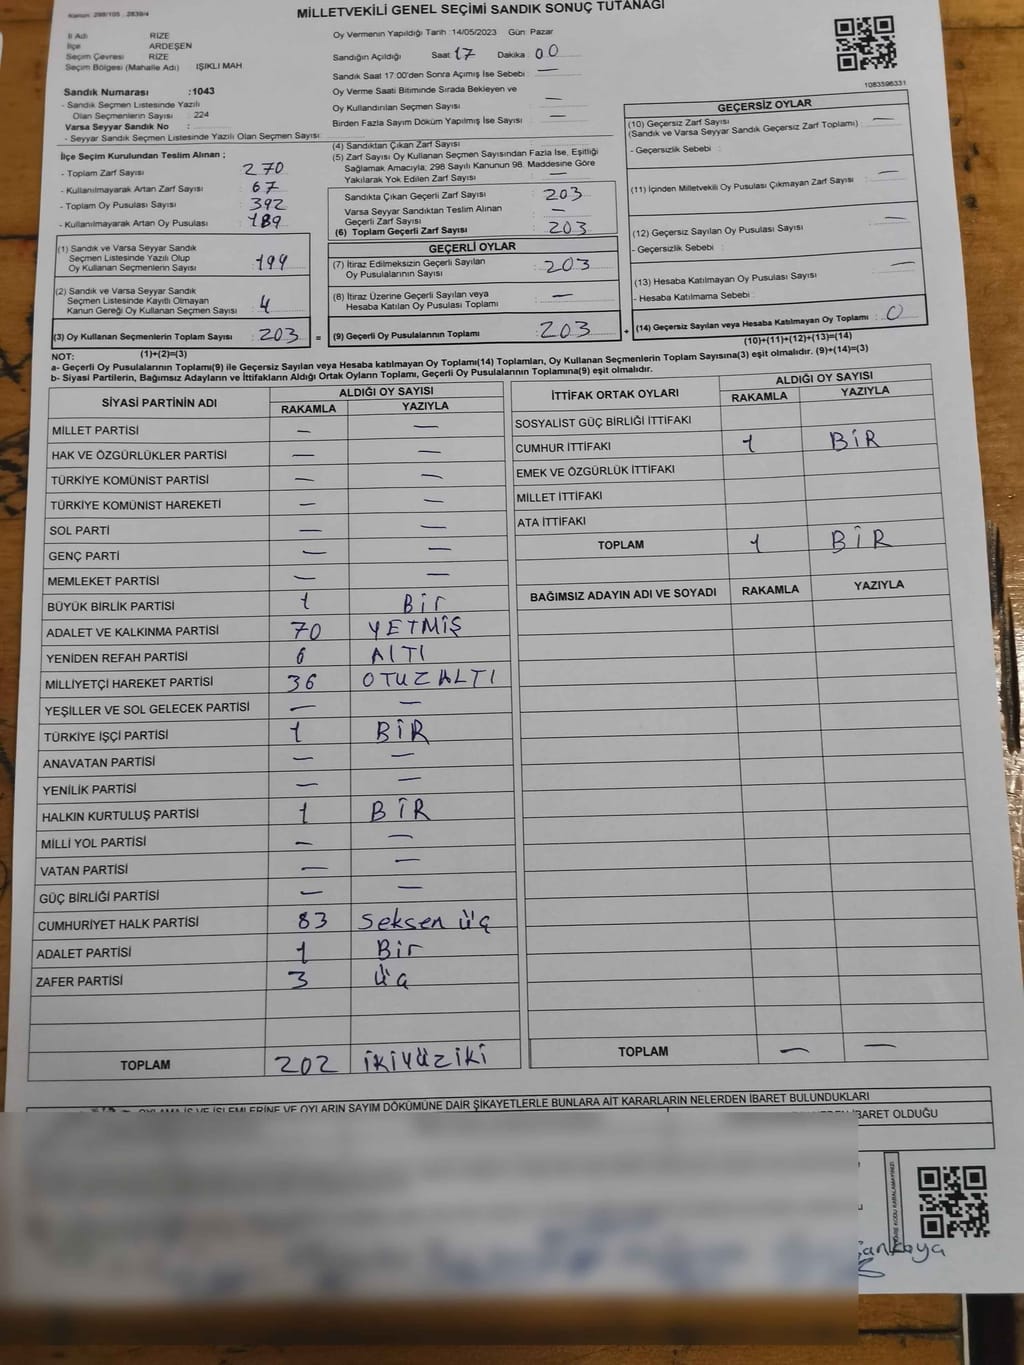 Kanun: 298/105 . 2839/4
MİLLETVEKİLİ GENEL SEÇİMİ SANDIK SONUÇ TUTANAĞI
İl Adı RİZE
İlçe ARDEŞEN
Seçim Çevresi RİZE
Seçim Bölgesi (Mahalle Adı) : IŞIKLI MAH
Sandık Numarası :1043
- Sandık Seçmen Listesinde Yazılı
Olan Seçmenlerin Sayısı : 224
Varsa Seyyar Sandık No :
- Seyyar Sandık Seçmen Listesinde Yazılı Olan Seçmen Sayısı:
Oy Vermenin Yapıldığı Tarih :14/05/2023 Gün: Pazar
Sandığın Açıldığı Saat : 17 Dakika : 00
Sandık Saat 17:00'den Sonra Açımış İse Sebebi : —
Oy Verme Saati Bitiminde Sırada Bekleyen ve
Oy Kullandırılan Seçmen Sayısı : —
Birden Fazla Sayım Döküm Yapılmış İse Sayısı : —
1083596331
İlçe Seçim Kurulundan Teslim Alınan ;
- Toplam Zarf Sayısı : 270
- Kullanılmayarak Artan Zarf Sayısı : 67
- Toplam Oy Pusulası Sayısı : 392
- Kullanılmayarak Artan Oy Pusulası : 189
(1) Sandık ve Varsa Seyyar Sandık
Seçmen Listesinde Yazılı Olup
Oy Kullanan Seçmenlerin Sayısı : 199
(2) Sandık ve Varsa Seyyar Sandık
Seçmen Listesinde Kayıtlı Olmayan
Kanun Gereği Oy Kullanan Seçmen Sayısı : 4
(3) Oy Kullanan Seçmenlerin Toplam Sayısı : 203 =
(4) Sandıktan Çıkan Zarf Sayısı :
(5) Zarf Sayısı Oy Kullanan Seçmen Sayısından Fazla İse, Eşitliği
Sağlamak Amacıyla; 298 Sayılı Kanunun 98. Maddesine Göre
Yakılarak Yok Edilen Zarf Sayısı : —
Sandıkta Çıkan Geçerli Zarf Sayısı : 203
Varsa Seyyar Sandıktan Teslim Alınan
Geçerli Zarf Sayısı : —
(6) Toplam Geçerli Zarf Sayısı : 203
GEÇERLİ OYLAR
(7) İtiraz Edilmeksizin Geçerli Sayılan
Oy Pusulalarının Sayısı : 203
(8) İtiraz Üzerine Geçerli Sayılan veya
Hesaba Katılan Oy Pusulası Toplamı : —
(9) Geçerli Oy Pusulalarının Toplamı : 203 +
GEÇERSİZ OYLAR
(10) Geçersiz Zarf Sayısı : —
(Sandık ve Varsa Seyyar Sandık Geçersiz Zarf Toplamı)
- Geçersizlik Sebebi :
(11) İçinden Milletvekili Oy Pusulası Çıkmayan Zarf Sayısı : —
(12) Geçersiz Sayılan Oy Pusulası Sayısı : —
- Geçersizlik Sebebi :
(13) Hesaba Katılmayan Oy Pusulası Sayısı : —
- Hesaba Katılmama Sebebi :
(14) Geçersiz Sayılan veya Hesaba Katılmayan Oy Toplamı : 0
(10)+(11)+(12)+(13)=(14)
NOT: (1)+(2)=(3)
a- Geçerli Oy Pusulalarının Toplamı(9) ile Geçersiz Sayılan veya Hesaba katılmayan Oy Toplamı(14) Toplamları, Oy Kullanan Seçmenlerin Toplam Sayısına(3) eşit olmalıdır. (9)+(14)=(3)
b- Siyasi Partilerin, Bağımsız Adayların ve İttifakların Aldığı Ortak Oyların Toplamı, Geçerli Oy Pusulalarının Toplamına(9) eşit olmalıdır.
SİYASİ PARTİNİN ADI ALDIĞI OY SAYISI
RAKAMLA YAZIYLA
MİLLET PARTİSİ — —
HAK VE ÖZGÜRLÜKLER PARTİSİ — —
TÜRKİYE KOMÜNİST PARTİSİ — —
TÜRKİYE KOMÜNİST HAREKETİ — —
SOL PARTİ — —
GENÇ PARTİ — —
MEMLEKET PARTİSİ — —
BÜYÜK BİRLİK PARTİSİ 1 Bir
ADALET VE KALKINMA PARTİSİ 70 YETMİŞ
YENİDEN REFAH PARTİSİ 6 ALTI
MİLLİYETÇİ HAREKET PARTİSİ 36 OTUZALTI
YEŞİLLER VE SOL GELECEK PARTİSİ — —
TÜRKİYE İŞÇİ PARTİSİ 1 BİR
ANAVATAN PARTİSİ — —
YENİLİK PARTİSİ — —
HALKIN KURTULUŞ PARTİSİ 1 BİR
MİLLİ YOL PARTİSİ — —
VATAN PARTİSİ — —
GÜÇ BİRLİĞİ PARTİSİ — —
CUMHURİYET HALK PARTİSİ 83 Seksen üç
ADALET PARTİSİ 1 Bir
ZAFER PARTİSİ 3 üç
TOPLAM 202 İKİYÜZİKİ
İTTİFAK ORTAK OYLARI ALDIĞI OY SAYISI
RAKAMLA YAZIYLA
SOSYALIST GÜÇ BİRLİĞİ İTTİFAKI
CUMHUR İTTİFAKI 1 BİR
EMEK VE ÖZGÜRLÜK İTTİFAKI
MİLLET İTTİFAKI
ATA İTTİFAKI
TOPLAM 1 BİR
BAĞIMSIZ ADAYIN ADI VE SOYADI RAKAMLA YAZIYLA
TOPLAM — —
OYLAMA İŞ VE İŞLEMLERİNE VE OYLARIN SAYIM DÖKÜMÜNE DAİR ŞİKAYETLERLE BUNLARA AİT KARARLARIN NELERDEN İBARET BULUNDUKLARI
İBARET OLDUĞU